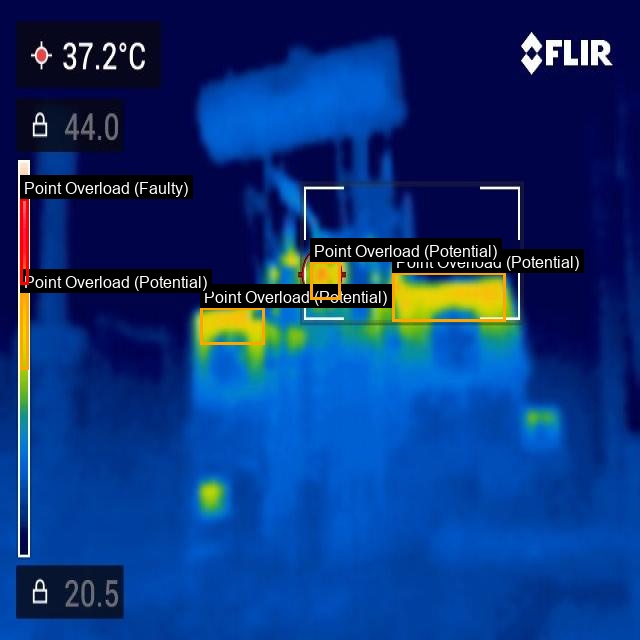 37.2°C
FLIR
44.0
Point Overload (Faulty)
Point Overload (Potential)
Point Overload (Potential)
Point Overload (Potential)
Point Overload (Potential)
20.5